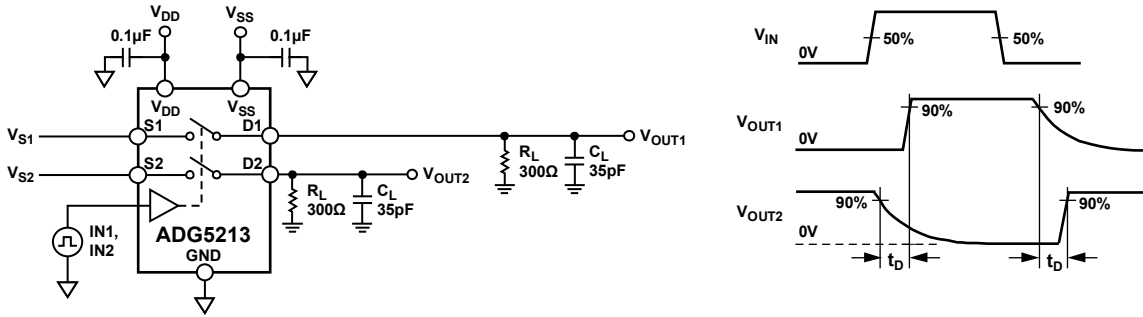 VDD
VSS
0.1µF
0.1µF
VDD
VSS
VS1
S1
D1
VOUT1
RL
300Ω
CL
35pF
VS2
S2
D2
VOUT2
RL
300Ω
CL
35pF
IN1,
IN2
ADG5213
GND
VIN
0V
50%
50%
VOUT1
0V
90%
90%
VOUT2
0V
90%
90%
tD
tD